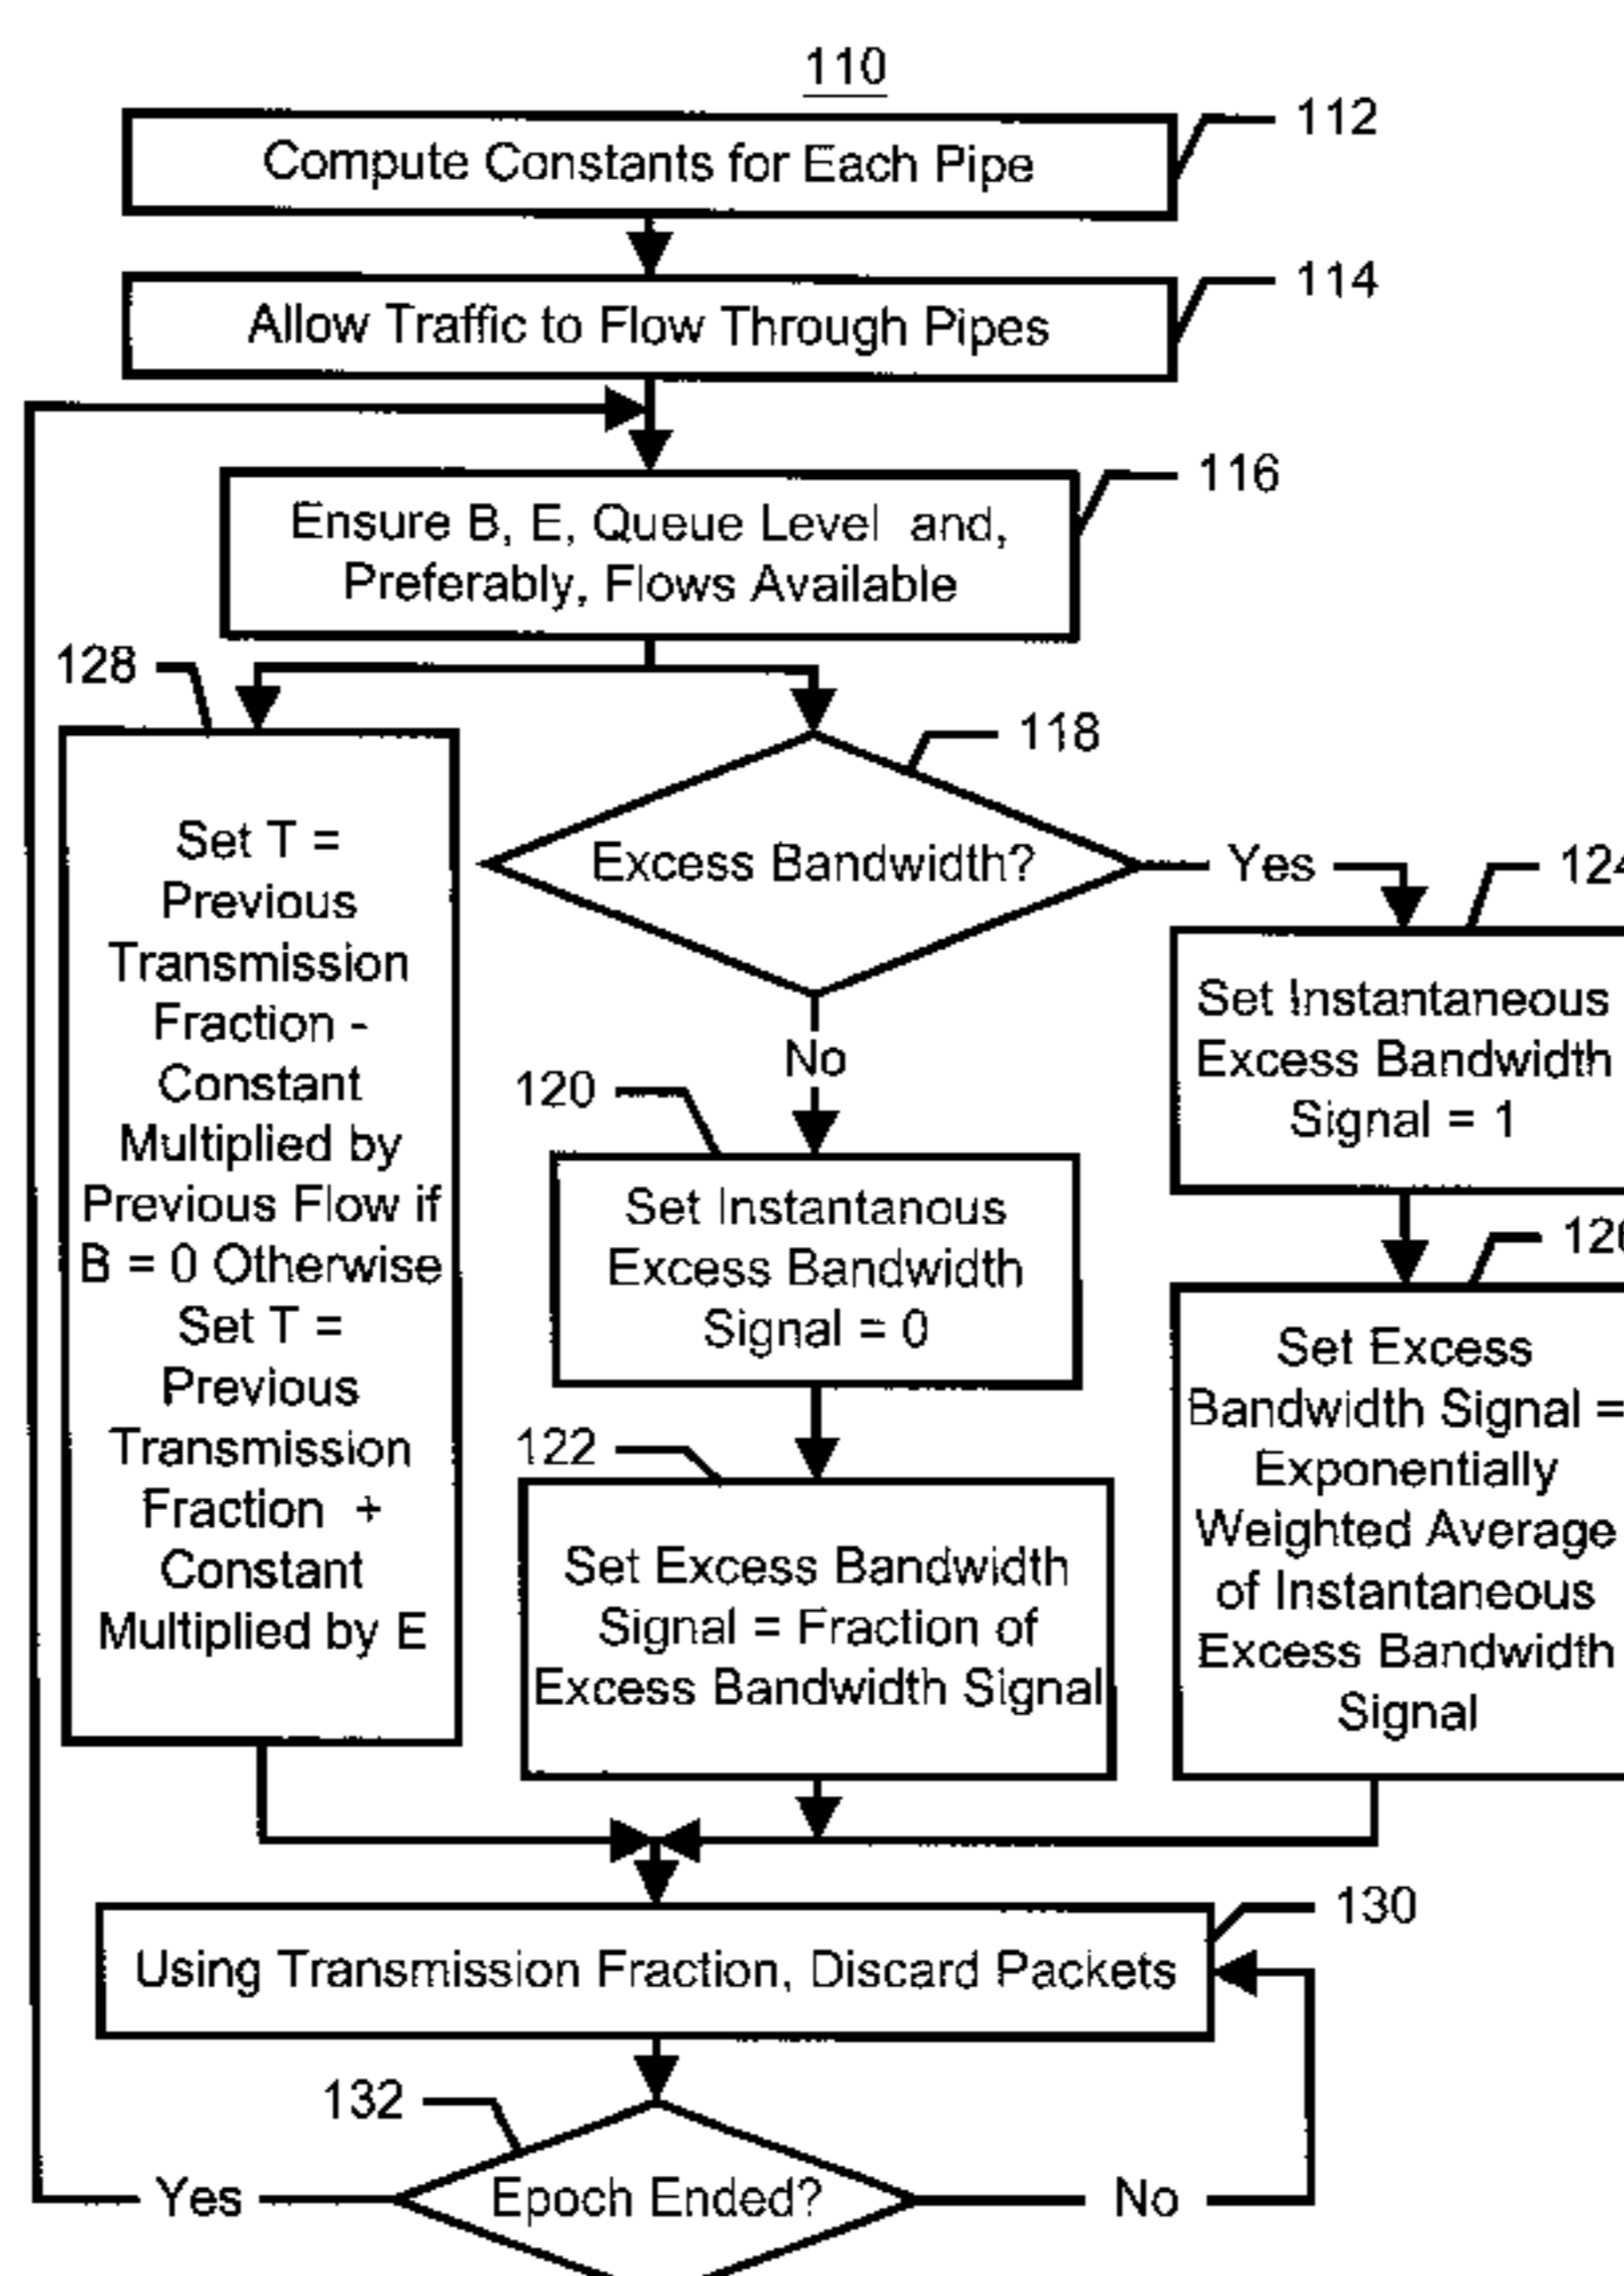 110
Compute Constants for Each Pipe
112
Allow Traffic to Flow Through Pipes
114
Ensure B, E, Queue Level and,
Preferably, Flows Available
116
128
Set T =
Previous
Transmission
Fraction -
Constant
Multiplied by
Previous Flow if
B = 0 Otherwise
Set T =
Previous
Transmission
Fraction +
Constant
Multiplied by E
118
Excess Bandwidth?
Yes
No
120
Set Instantanous
Excess Bandwidth
Signal = 0
122
Set Excess Bandwidth
Signal = Fraction of
Excess Bandwidth Signal
Set Instantaneous
Excess Bandwidth
Signal = 1
Set Excess
Bandwidth Signal =
Exponentially
Weighted Average
of Instantaneous
Excess Bandwidth
Signal
130
Using Transmission Fraction, Discard Packets
132
Epoch Ended?
Yes
No